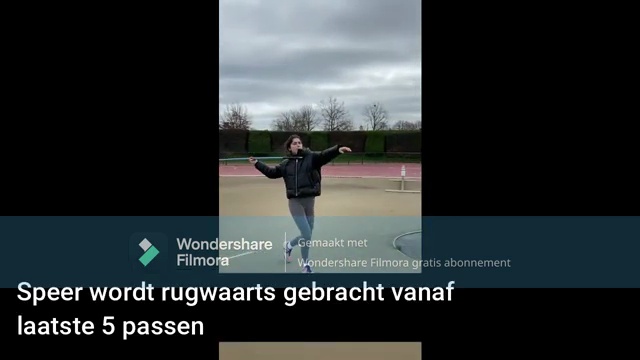 Wondershare
Filmora
Gemaakt met
Wondershare Filmora gratis abonnement
Speer wordt rugwaarts gebracht vanaf
laatste 5 passen